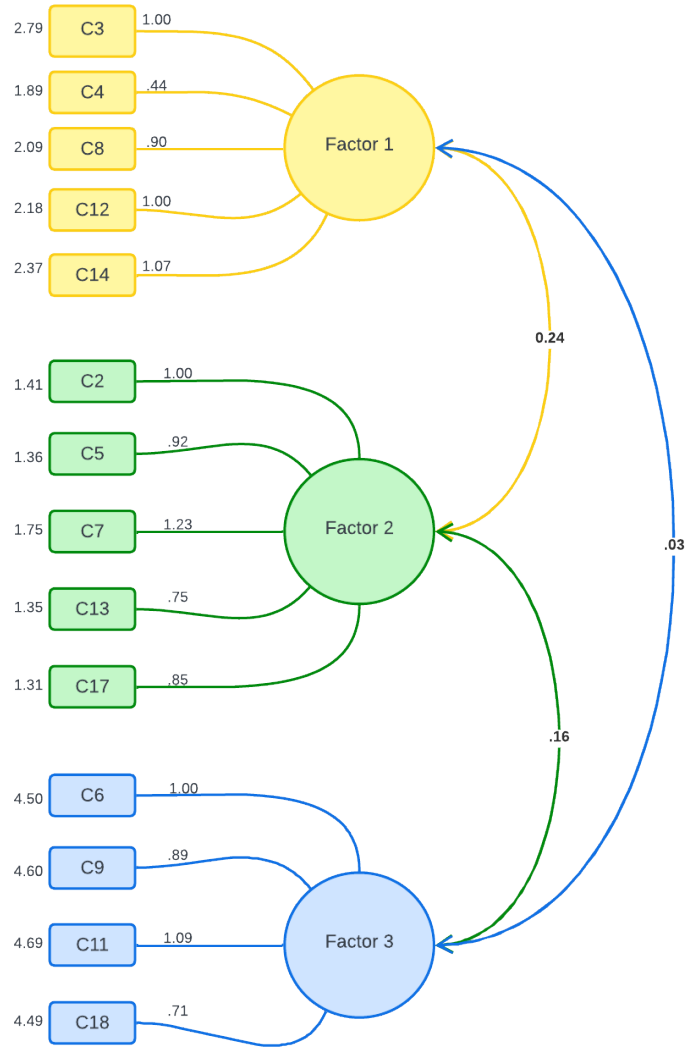 2.79 C3 1.00
1.89 C4 .44
2.09 C8 .90
Factor 1
2.18 C12 1.00
2.37 C14 1.07
0.24
1.41 C2 1.00
1.36 C5 .92
1.75 C7 1.23
Factor 2
.03
1.35 C13 .75
1.31 C17 .85
.16
4.50 C6 1.00
4.60 C9 .89
4.69 C11 1.09
Factor 3
4.49 C18 .71